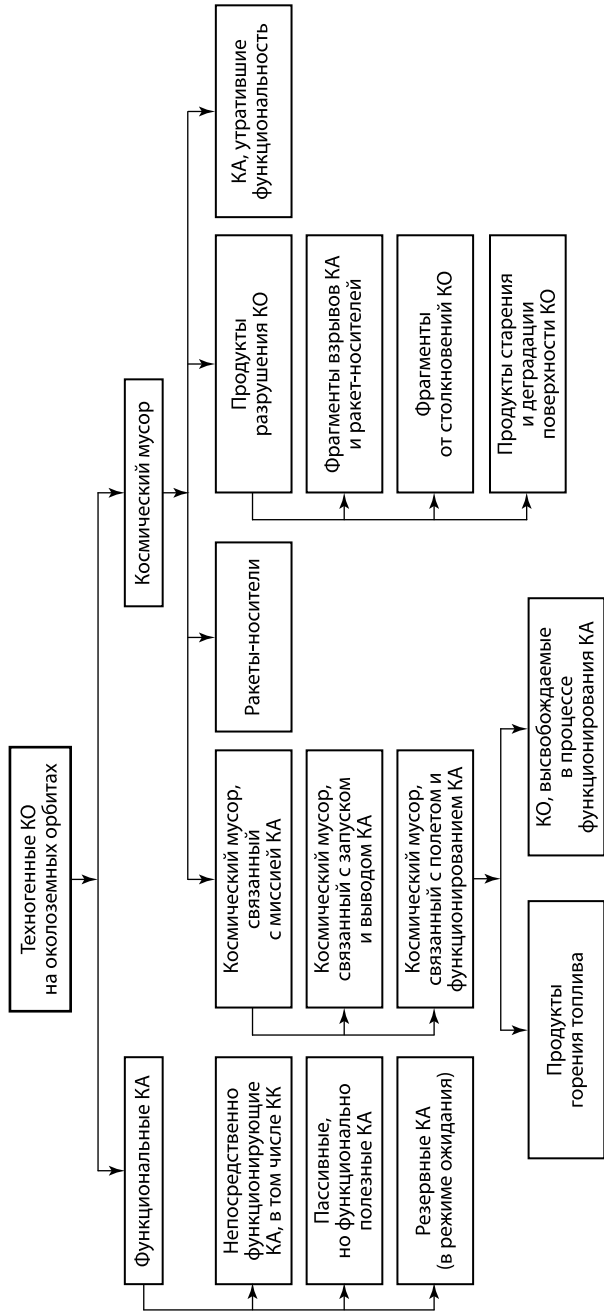 Техногенные КО
на околоземных орбитах
Функциональные КА
Непосредственно
функционирующие
КА, в том числе КК
Пассивные,
но функционально
полезные КА
Резервные КА
(в режиме ожидания)
Космический мусор
Космический мусор,
связанный
с миссией КА
Космический мусор,
связанный с запуском
и выводом КА
Космический мусор,
связанный с полетом и
функционированием КА
Продукты
горения топлива
КО, высвобождаемые
в процессе
функционирования КА
Ракеты-носители
Продукты
разрушения КО
Фрагменты взрывов КА
и ракет-носителей
Фрагменты
от столкновений КО
Продукты старения
и деградации
поверхности КО
КА, утратившие
функциональность